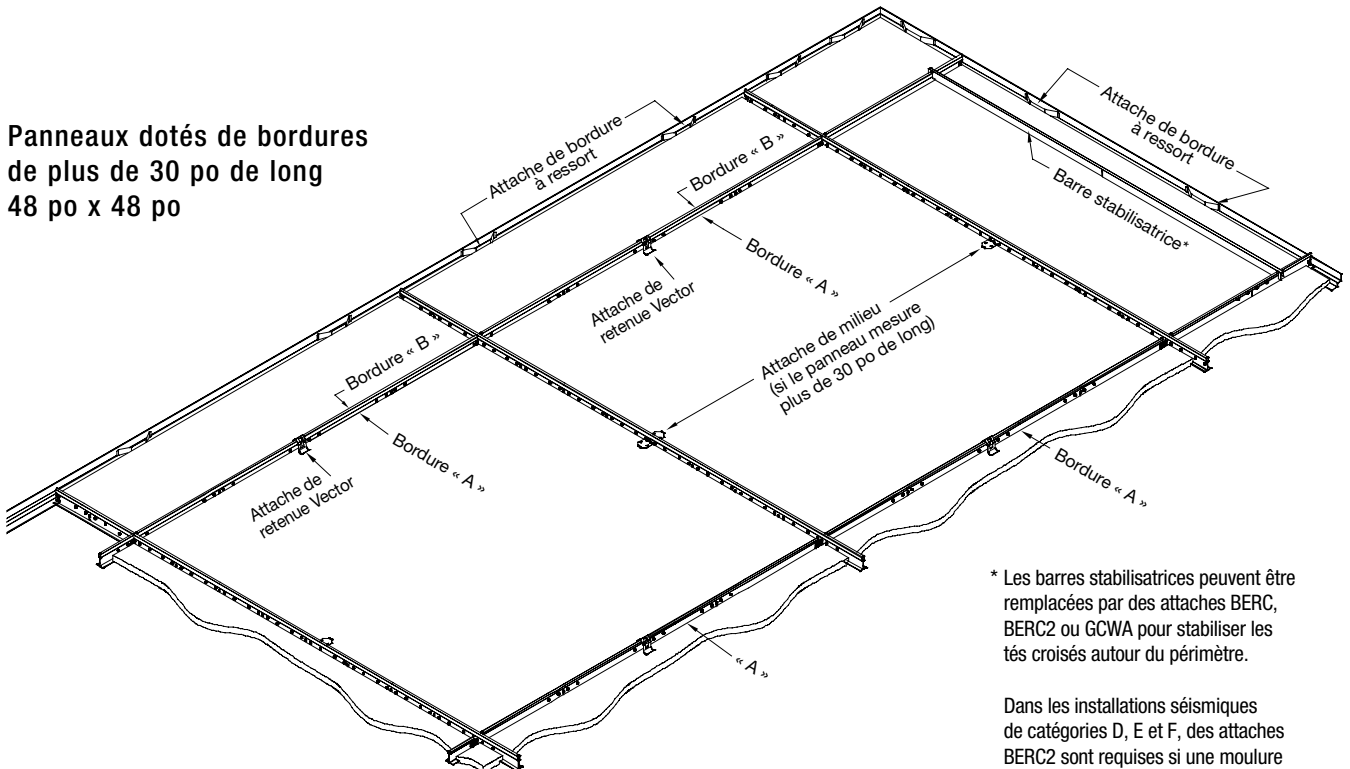 Panneaux dotés de bordures
de plus de 30 po de long
48 po x 48 po
Attache de bordure
à ressort
Attache de bordure
à ressort
Bordure « B »
Bordure « A »
Barre stabilisatrice*
Attache de
retenue Vector
Attache de milieu
(si le panneau mesure
plus de 30 po de long)
Bordure « B »
Bordure « A »
Attache de
retenue Vector
Bordure « A »
« A »
* Les barres stabilisatrices peuvent être
remplacées par des attaches BERC,
BERC2 ou GCWA pour stabiliser les
tés croisés autour du périmètre.
Dans les installations séismiques
de catégories D, E et F, des attaches
BERC2 sont requises si une moulure